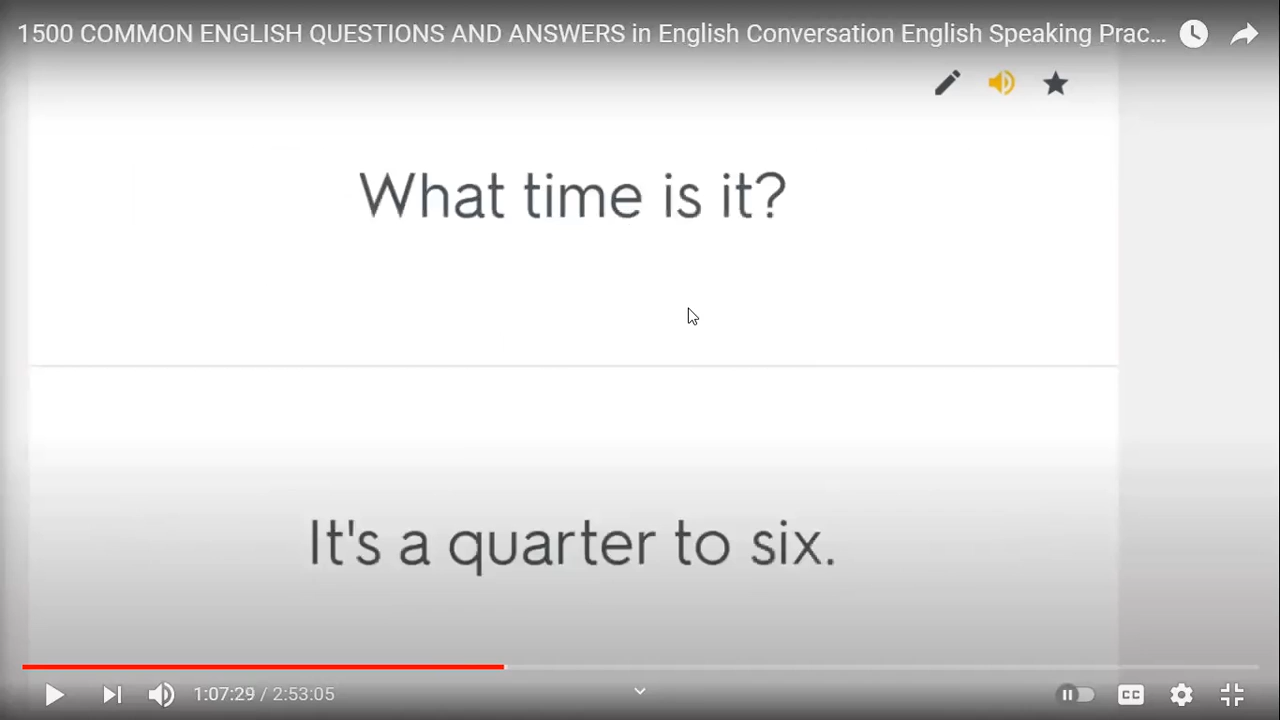 1500 COMMON ENGLISH QUESTIONS AND ANSWERS in English Conversation English Speaking Prac...
What time is it?
It's a quarter to six.
1:07:29 / 2:53:05
CC